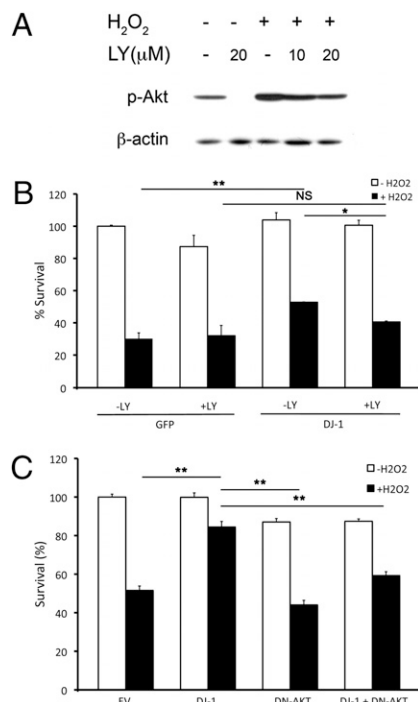 A
H₂O₂ - - + + +
LY(µM) - 20 - 10 20
p-Akt
β-actin
B
120
100
80
60
40
20
0
% Survival
** NS *
- H2O2
+ H2O2
-LY +LY -LY +LY
GFP DJ-1
C
120
100
80
60
40
20
0
Survival (%)
** ** **
-H2O2
+H2O2
EV DJ-1 DN-AKT DJ-1 + DN-AKT